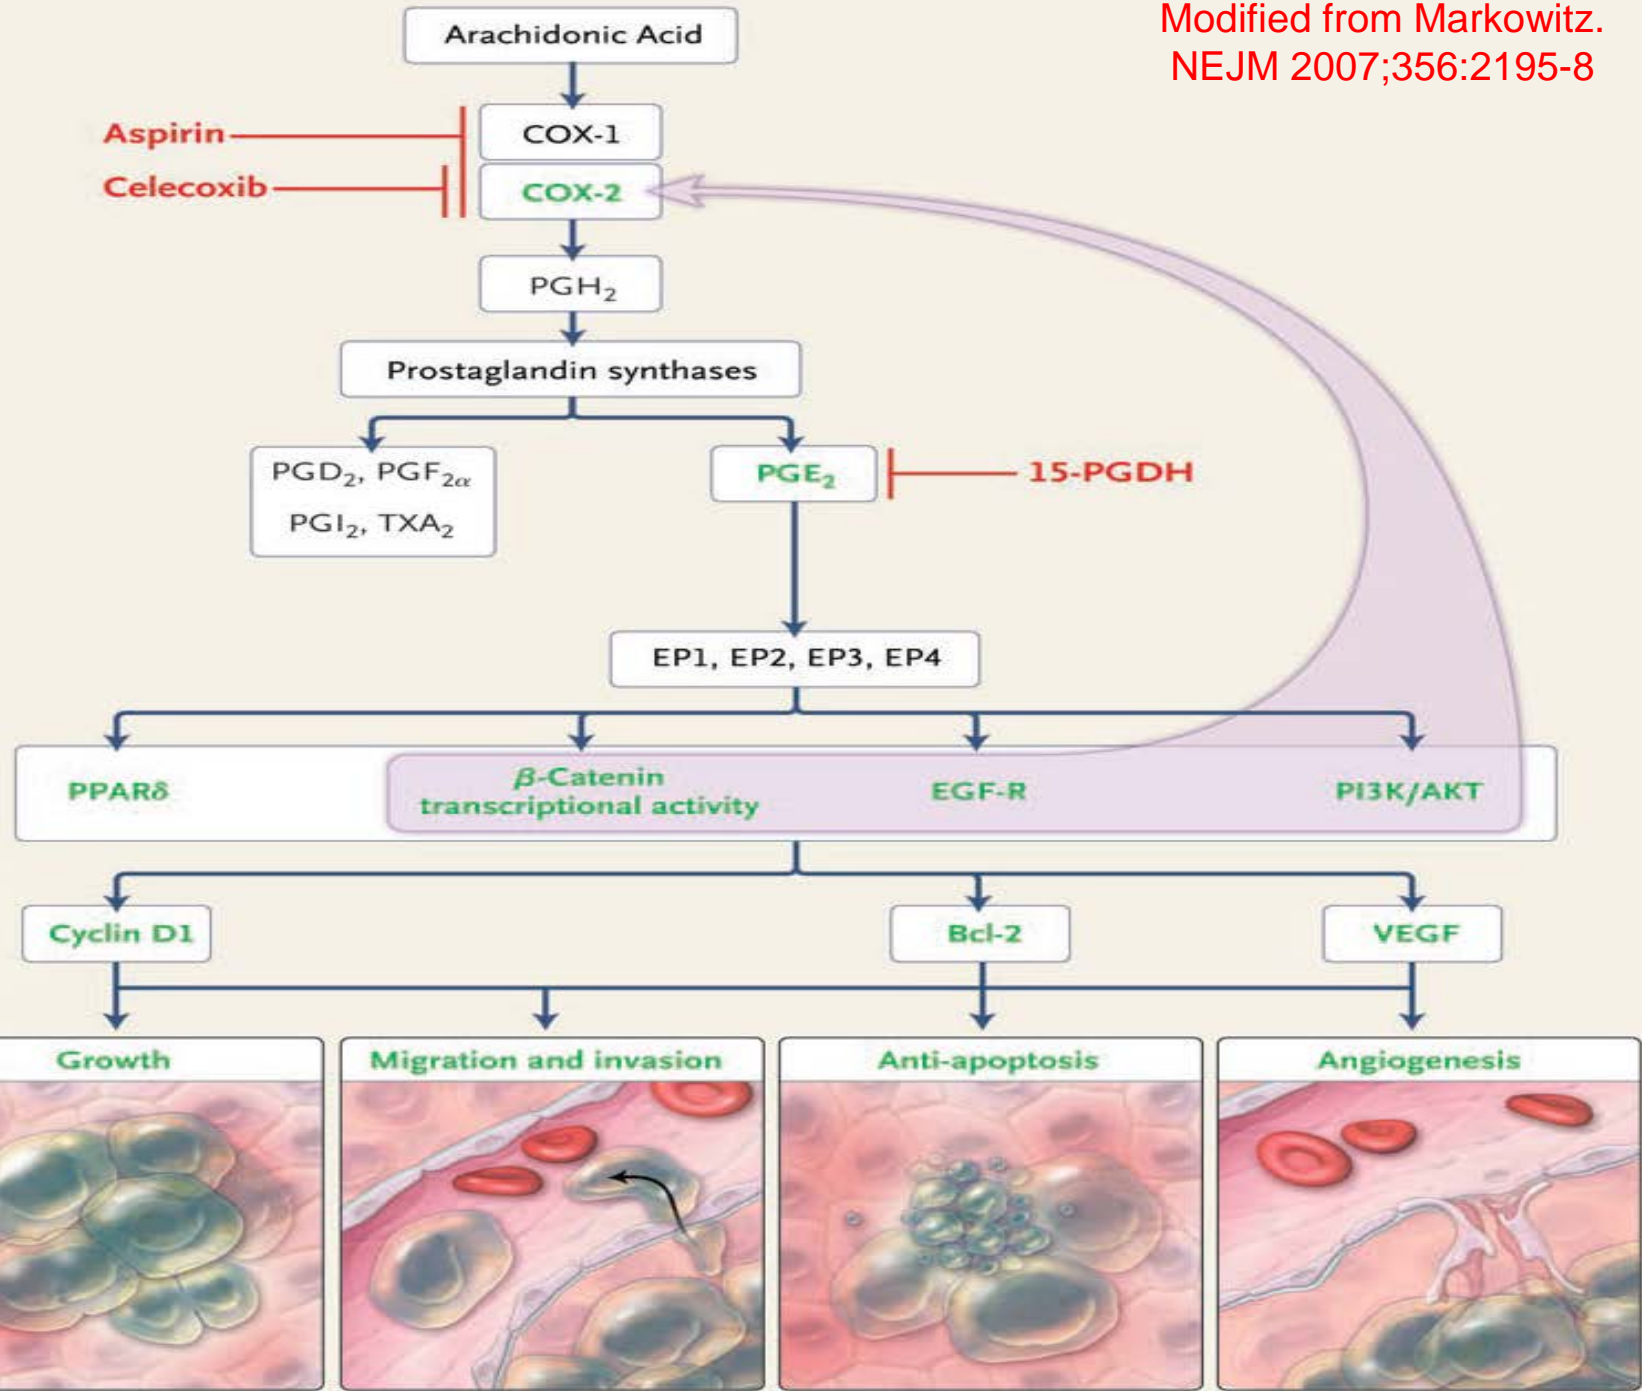 Modified from Markowitz.
NEJM 2007;356:2195-8
Arachidonic Acid
Aspirin
COX-1
Celecoxib
COX-2
PGH₂
Prostaglandin synthases
PGD₂, PGF₂α
PGI₂, TXA₂
PGE₂
15-PGDH
EP1, EP2, EP3, EP4
PPARδ
β-Catenin
transcriptional activity
EGF-R
PI3K/AKT
Cyclin D1
Bcl-2
VEGF
Growth
Migration and invasion
Anti-apoptosis
Angiogenesis